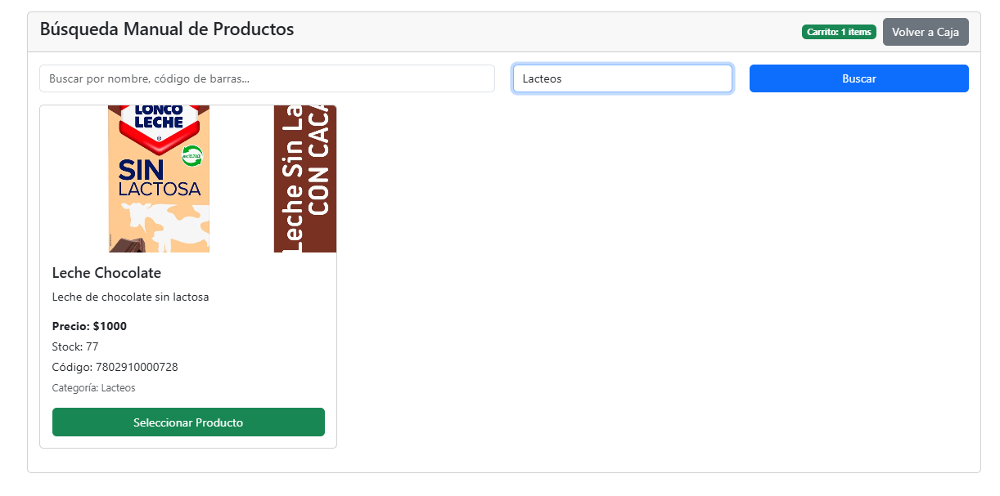 Búsqueda Manual de Productos
Carrito: 1 items
Volver a Caja
Buscar por nombre, código de barras...
Lacteos
Buscar
LONCO
LECHE
SIN
LACTOSA
Leche Sin La
CON CACA
Leche Chocolate
Leche de chocolate sin lactosa
Precio: $1000
Stock: 77
Código: 7802910000728
Categoría: Lacteos
Seleccionar Producto